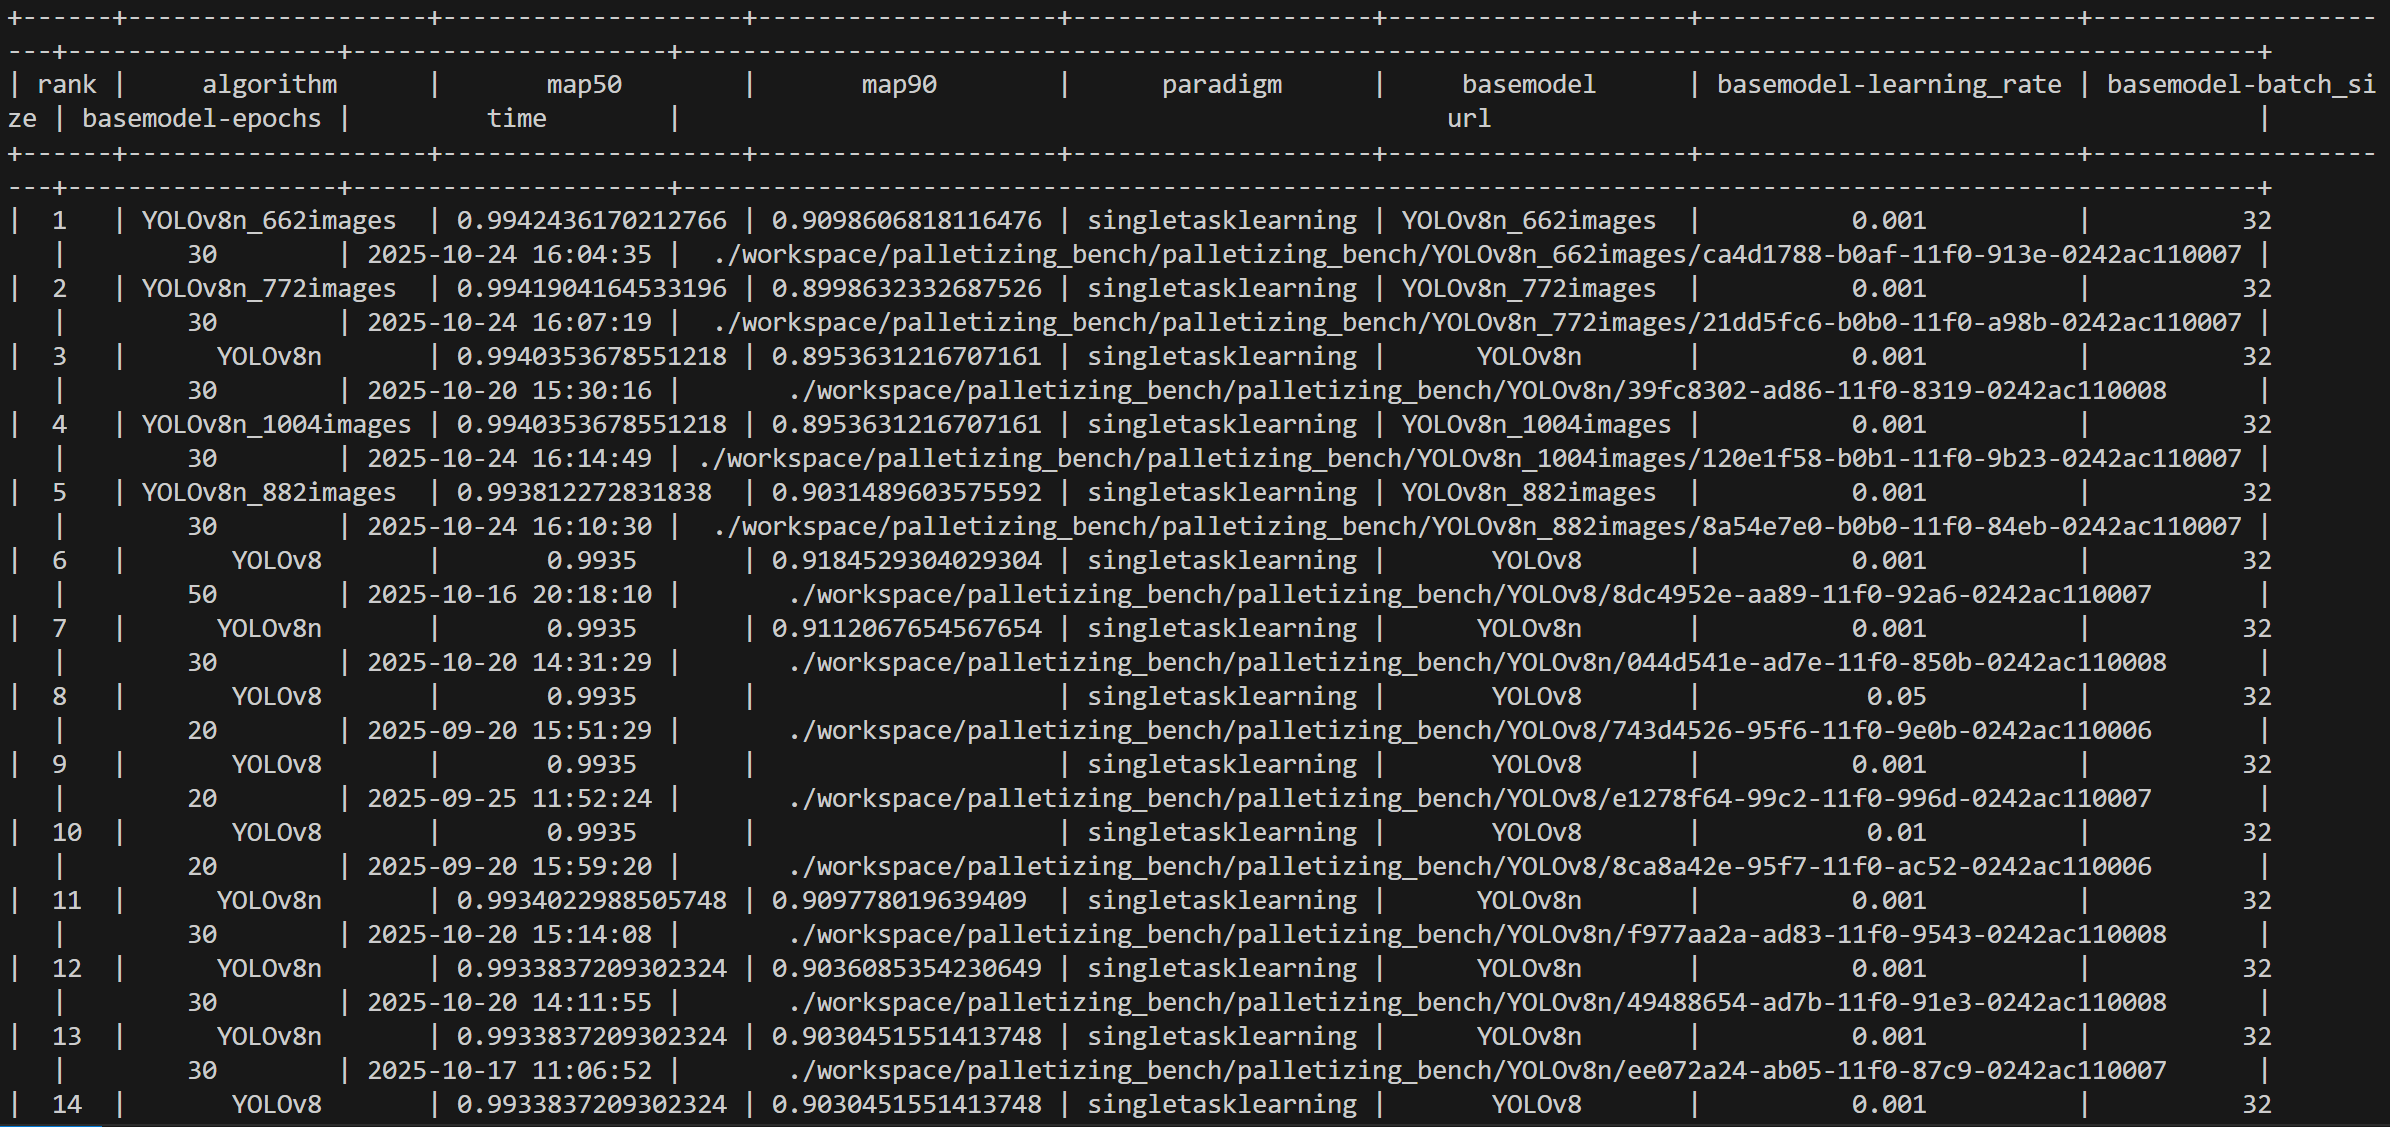 +------+--------------------+--------------------+--------------------+--------------------+--------------------+-------------------------+-------------------
---+------------------+---------------------+---------------------------------------------------------------------------------------------------------+
| rank |     algorithm      |       map50        |       map90        |      paradigm      |     basemodel      | basemodel-learning_rate | basemodel-batch_si
ze | basemodel-epochs |         time        |                                                   url                                                   |
+------+--------------------+--------------------+--------------------+--------------------+--------------------+-------------------------+-------------------
---+------------------+---------------------+---------------------------------------------------------------------------------------------------------+
|  1   | YOLOv8n_662images  | 0.9942436170212766 | 0.9098606818116476 | singletasklearning | YOLOv8n_662images  |          0.001          |          32
   |        30        | 2025-10-24 16:04:35 |  ./workspace/palletizing_bench/palletizing_bench/YOLOv8n_662images/ca4d1788-b0af-11f0-913e-0242ac110007 |
|  2   | YOLOv8n_772images  | 0.9941904164533196 | 0.8998632332687526 | singletasklearning | YOLOv8n_772images  |          0.001          |          32
   |        30        | 2025-10-24 16:07:19 |  ./workspace/palletizing_bench/palletizing_bench/YOLOv8n_772images/21dd5fc6-b0b0-11f0-a98b-0242ac110007 |
|  3   |      YOLOv8n       | 0.9940353678551218 | 0.8953631216707161 | singletasklearning |      YOLOv8n       |          0.001          |          32
   |        30        | 2025-10-20 15:30:16 |       ./workspace/palletizing_bench/palletizing_bench/YOLOv8n/39fc8302-ad86-11f0-8319-0242ac110008      |
|  4   | YOLOv8n_1004images | 0.9940353678551218 | 0.8953631216707161 | singletasklearning | YOLOv8n_1004images |          0.001          |          32
   |        30        | 2025-10-24 16:14:49 | ./workspace/palletizing_bench/palletizing_bench/YOLOv8n_1004images/120e1f58-b0b1-11f0-9b23-0242ac110007 |
|  5   | YOLOv8n_882images  | 0.993812272831838  | 0.9031489603575592 | singletasklearning | YOLOv8n_882images  |          0.001          |          32
   |        30        | 2025-10-24 16:10:30 |  ./workspace/palletizing_bench/palletizing_bench/YOLOv8n_882images/8a54e7e0-b0b0-11f0-84eb-0242ac110007 |
|  6   |       YOLOv8       |       0.9935       | 0.9184529304029304 | singletasklearning |       YOLOv8       |          0.001          |          32
   |        50        | 2025-10-16 20:18:10 |       ./workspace/palletizing_bench/palletizing_bench/YOLOv8/8dc4952e-aa89-11f0-92a6-0242ac110007       |
|  7   |      YOLOv8n       |       0.9935       | 0.9112067654567654 | singletasklearning |      YOLOv8n       |          0.001          |          32
   |        30        | 2025-10-20 14:31:29 |       ./workspace/palletizing_bench/palletizing_bench/YOLOv8n/044d541e-ad7e-11f0-850b-0242ac110008      |
|  8   |       YOLOv8       |       0.9935       |                    | singletasklearning |       YOLOv8       |           0.05          |          32
   |        20        | 2025-09-20 15:51:29 |       ./workspace/palletizing_bench/palletizing_bench/YOLOv8/743d4526-95f6-11f0-9e0b-0242ac110006       |
|  9   |       YOLOv8       |       0.9935       |                    | singletasklearning |       YOLOv8       |          0.001          |          32
   |        20        | 2025-09-25 11:52:24 |       ./workspace/palletizing_bench/palletizing_bench/YOLOv8/e1278f64-99c2-11f0-996d-0242ac110007       |
|  10  |       YOLOv8       |       0.9935       |                    | singletasklearning |       YOLOv8       |           0.01          |          32
   |        20        | 2025-09-20 15:59:20 |       ./workspace/palletizing_bench/palletizing_bench/YOLOv8/8ca8a42e-95f7-11f0-ac52-0242ac110006       |
|  11  |      YOLOv8n       | 0.9934022988505748 | 0.909778019639409  | singletasklearning |      YOLOv8n       |          0.001          |          32
   |        30        | 2025-10-20 15:14:08 |       ./workspace/palletizing_bench/palletizing_bench/YOLOv8n/f977aa2a-ad83-11f0-9543-0242ac110008      |
|  12  |      YOLOv8n       | 0.9933837209302324 | 0.9036085354230649 | singletasklearning |      YOLOv8n       |          0.001          |          32
   |        30        | 2025-10-20 14:11:55 |       ./workspace/palletizing_bench/palletizing_bench/YOLOv8n/49488654-ad7b-11f0-91e3-0242ac110008      |
|  13  |      YOLOv8n       | 0.9933837209302324 | 0.9030451551413748 | singletasklearning |      YOLOv8n       |          0.001          |          32
   |        30        | 2025-10-17 11:06:52 |       ./workspace/palletizing_bench/palletizing_bench/YOLOv8n/ee072a24-ab05-11f0-87c9-0242ac110007      |
|  14  |       YOLOv8       | 0.9933837209302324 | 0.9030451551413748 | singletasklearning |       YOLOv8       |          0.001          |          32